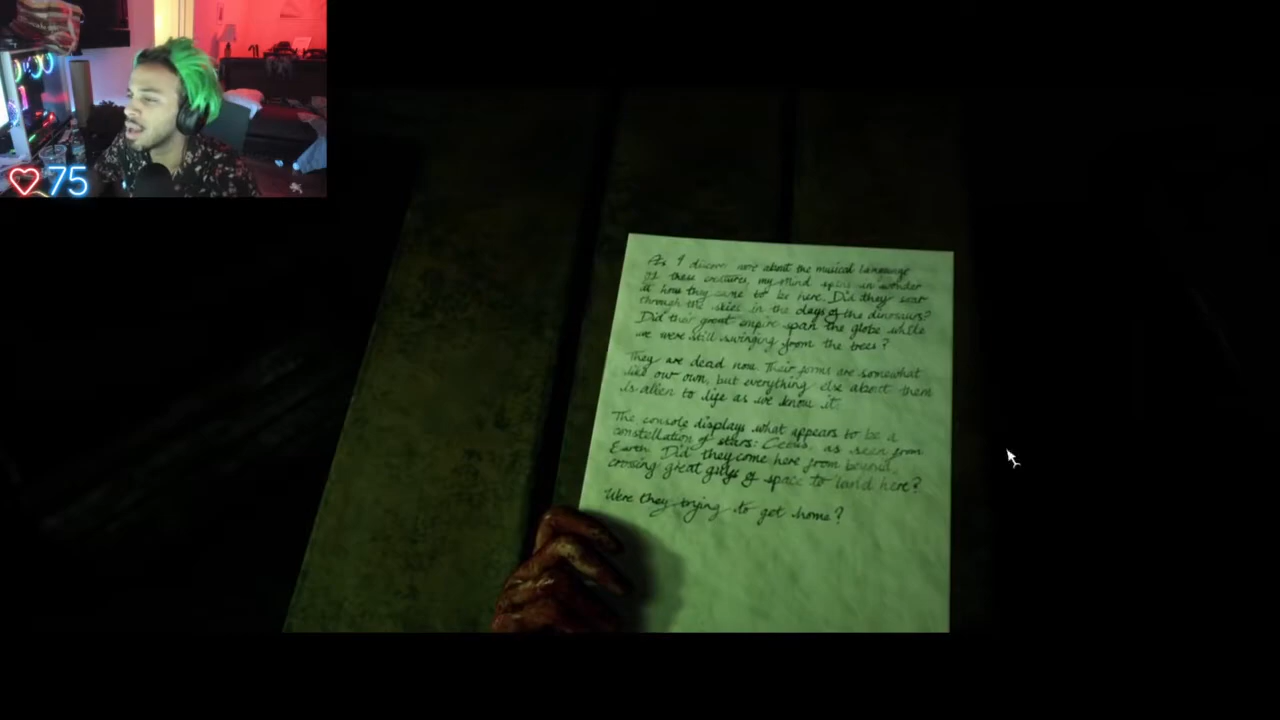 75
As I discern more about the musical language
of these creatures, my mind spins in wonder
at how they came to be here. Did they soar
through the skies in the days of the dinosaurs?
Did their great empire span the globe while
we were still swinging from the trees?
They are dead now. Their forms are somewhat
like our own, but everything else about them
is alien to life as we know it.
The console displays what appears to be a
constellation of stars: Cetus, as seen from
Earth. Did they come here from beyond,
crossing great gulfs of space to land here?
Were they trying to get home?